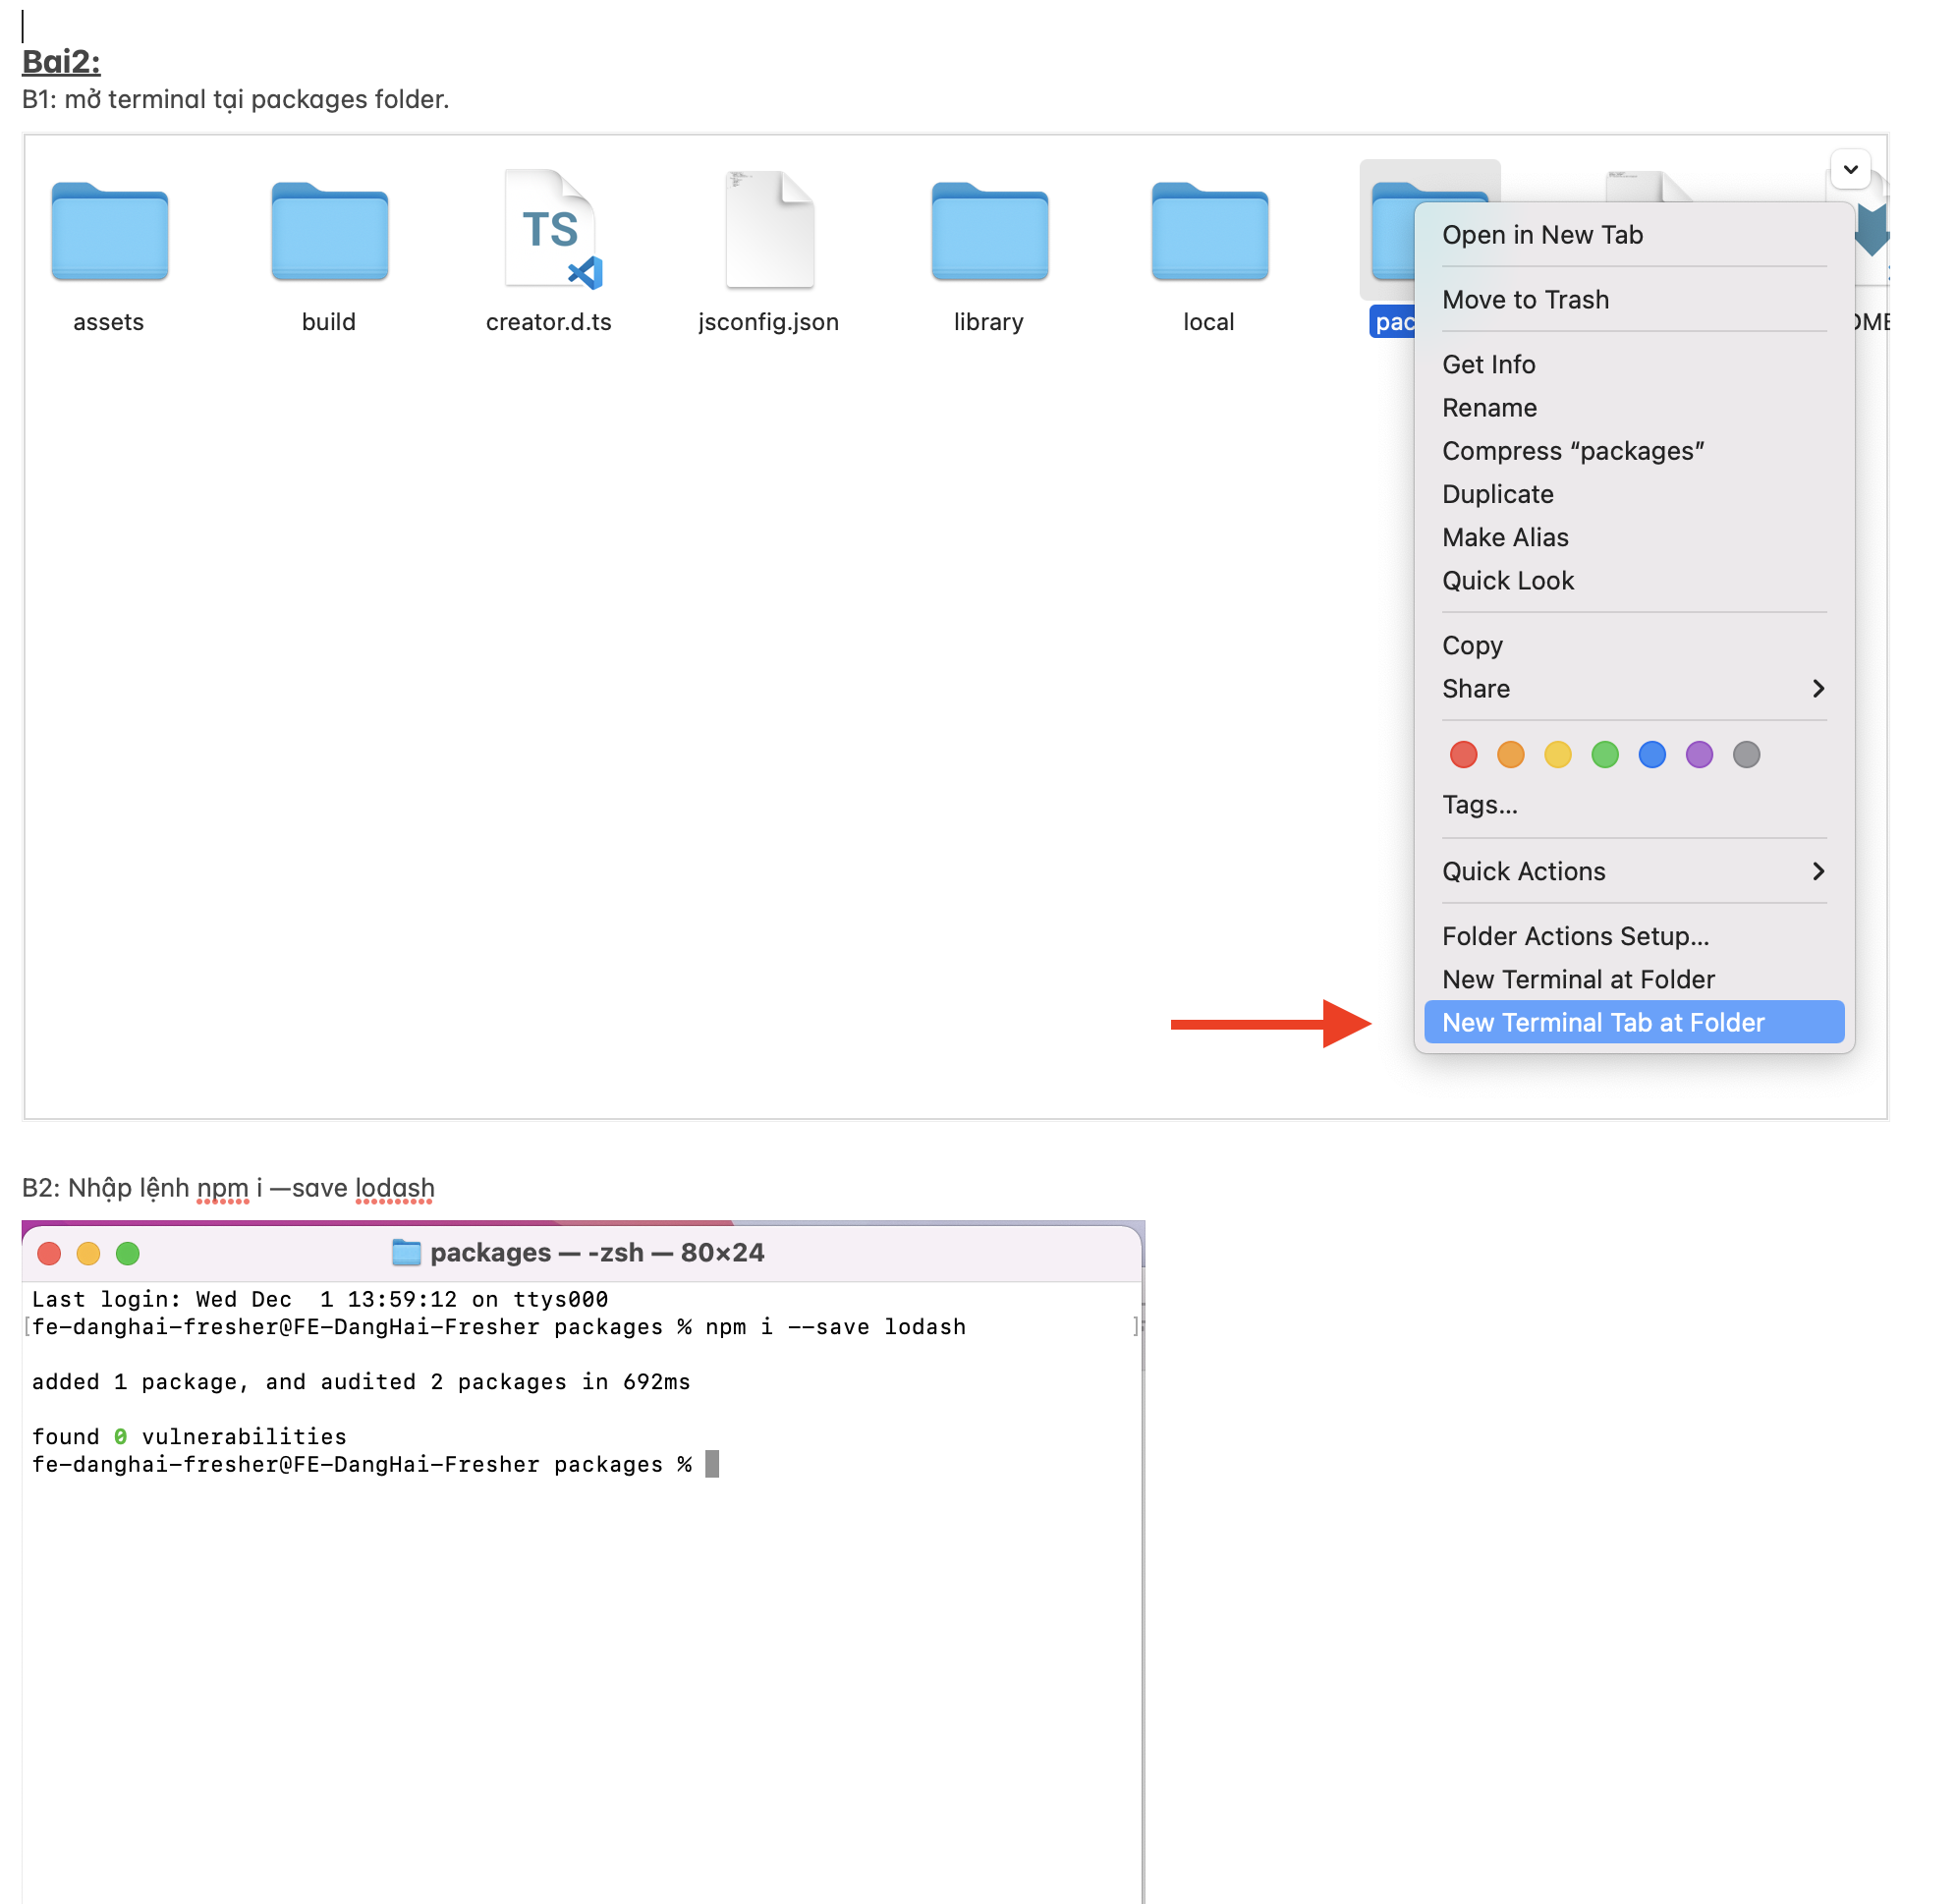 Bai2:
B1: mở terminal tại packages folder.
assets
build
TS
creator.d.ts
jsconfig.json
library
local
pac
Open in New Tab
Move to Trash
Get Info
Rename
Compress “packages”
Duplicate
Make Alias
Quick Look
Copy
Share
Tags...
Quick Actions
Folder Actions Setup...
New Terminal at Folder
New Terminal Tab at Folder
B2: Nhập lệnh npm i —save lodash
packages — -zsh — 80×24
Last login: Wed Dec  1 13:59:12 on ttys000
[fe-danghai-fresher@FE-DangHai-Fresher packages % npm i --save lodash ]
added 1 package, and audited 2 packages in 692ms
found 0 vulnerabilities
fe-danghai-fresher@FE-DangHai-Fresher packages %